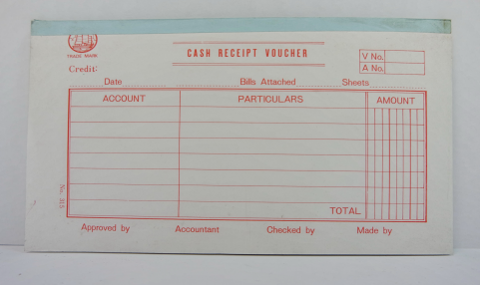 TRADE MARK
CASH RECEIPT VOUCHER
V No.
A No.
Credit:
Date Bills Attached Sheets
ACCOUNT PARTICULARS AMOUNT
TOTAL
No.
Approved by Accountant Checked by Made by